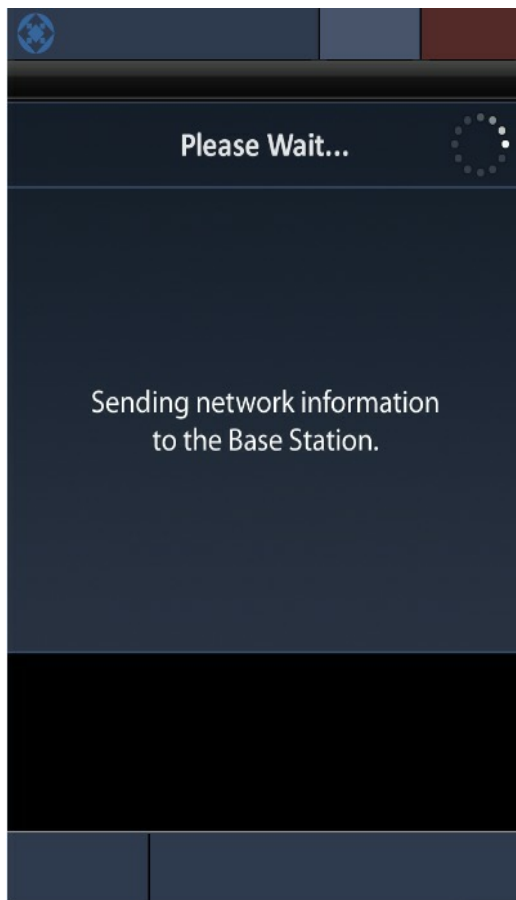 Please Wait...
Sending network information
to the Base Station.